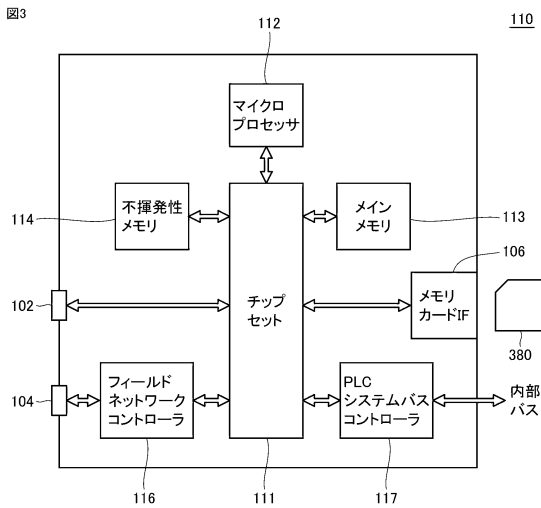 図3
110
112
マイクロ
プロセッサ
114
不揮発性
メモリ
メイン
メモリ
113
106
102
チップ
セット
メモリ
カードIF
380
104
フィールド
ネットワーク
コントローラ
PLC
システムバス
コントローラ
内部
バス
116
111
117